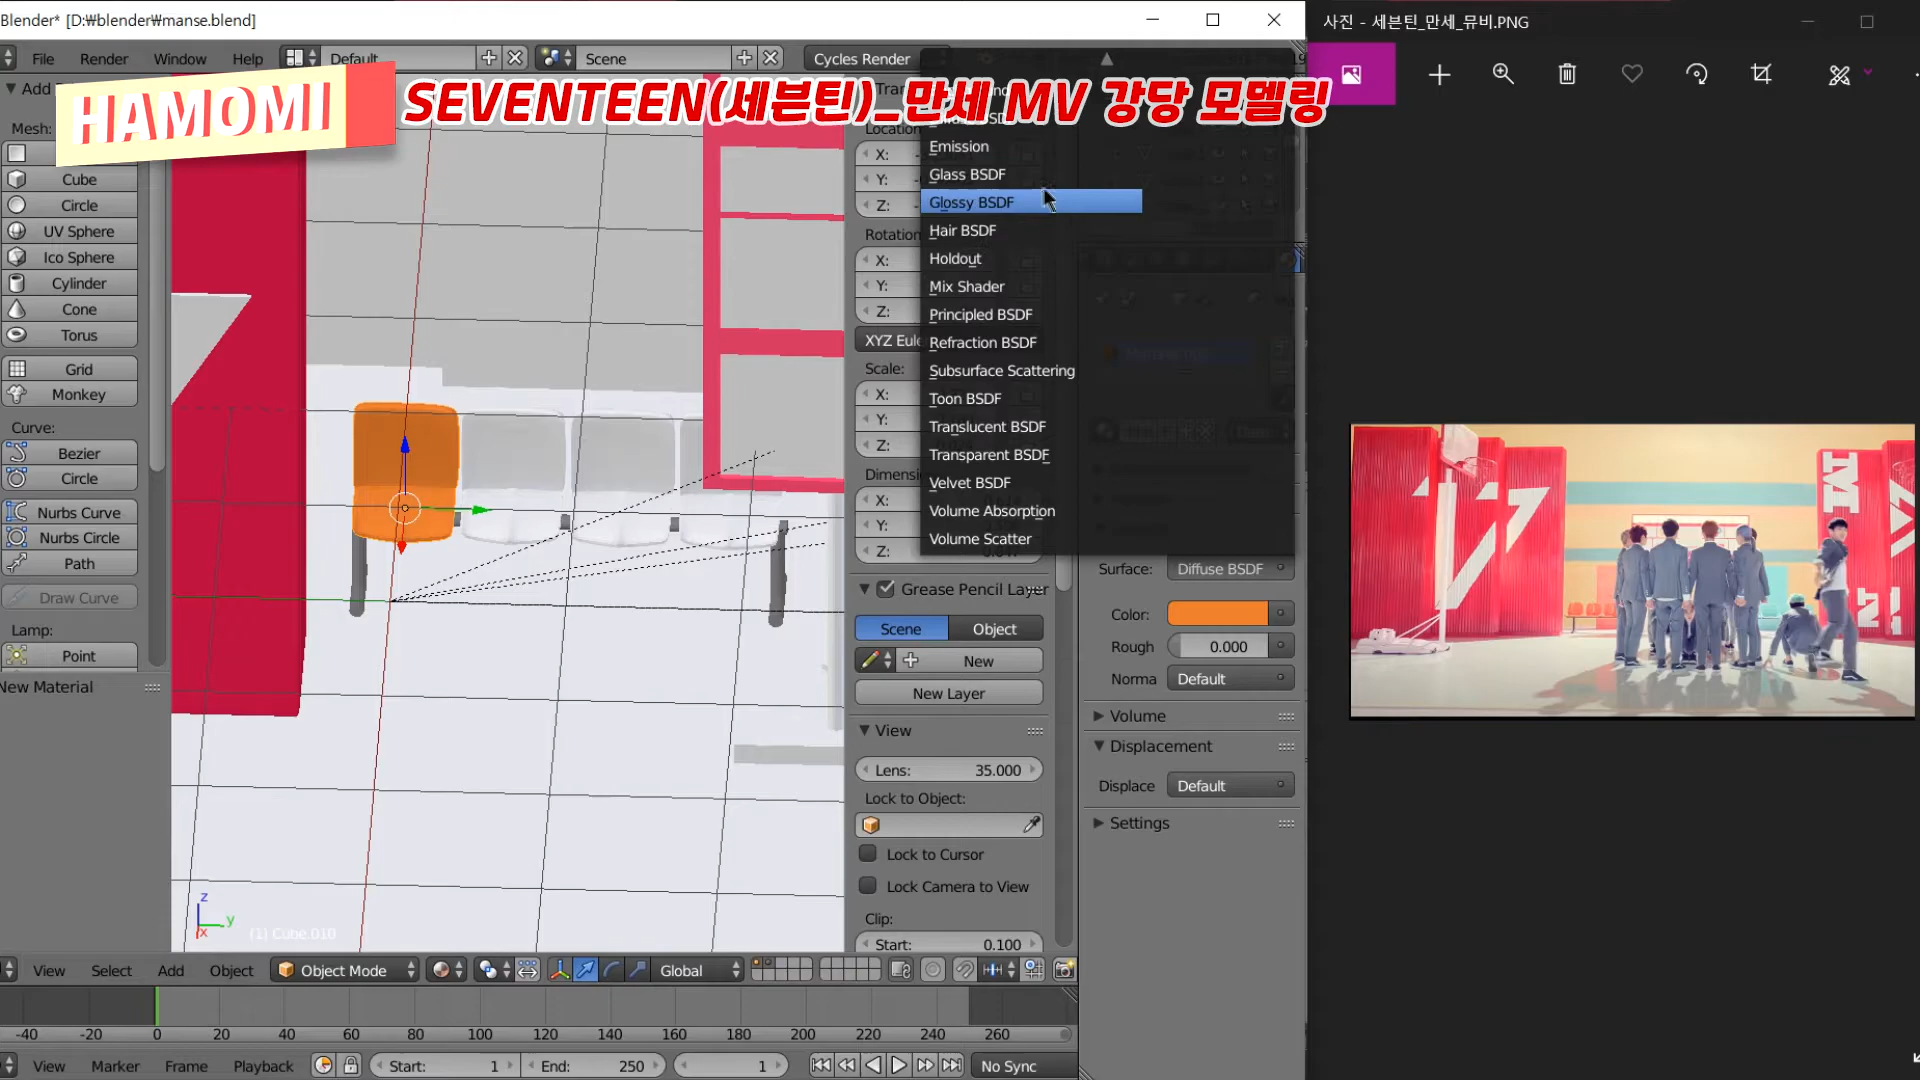 Blender* [D:￦blender￦manse.blend]
사진 - 세븐틴_만세_뮤비.PNG
File Render Window Help Default Scene Cycles Render
HAMOMI
SEVENTEEN(세븐틴)_만세 MV 강당 모델링
Add
Mesh:
Cube
Circle
UV Sphere
Ico Sphere
Cylinder
Cone
Torus
Grid
Monkey
Curve:
Bezier
Circle
Nurbs Curve
Nurbs Circle
Path
Draw Curve
Lamp:
Point
New Material
(1) Cube.010
Location
X:
Y:
Z:
Rotation
X:
Y:
Z:
XYZ Eule
Scale:
X:
Y:
Z:
Dimensi
X:
Y:
Z: 0.847
Emission
Glass BSDF
Glossy BSDF
Hair BSDF
Holdout
Mix Shader
Principled BSDF
Refraction BSDF
Subsurface Scattering
Toon BSDF
Translucent BSDF
Transparent BSDF
Velvet BSDF
Volume Absorption
Volume Scatter
Grease Pencil Layer
Scene Object
New
New Layer
View
Lens: 35.000
Lock to Object:
Lock to Cursor
Lock Camera to View
Clip:
Start: 0.100
Surface: Diffuse BSDF
Color:
Rough 0.000
Norma Default
Volume
Displacement
Displace Default
Settings
z
y
x
View Select Add Object Object Mode Global
-40 -20 0 20 40 60 80 100 120 140 160 180 200 220 240 260
View Marker Frame Playback Start: 1 End: 250 1 No Sync